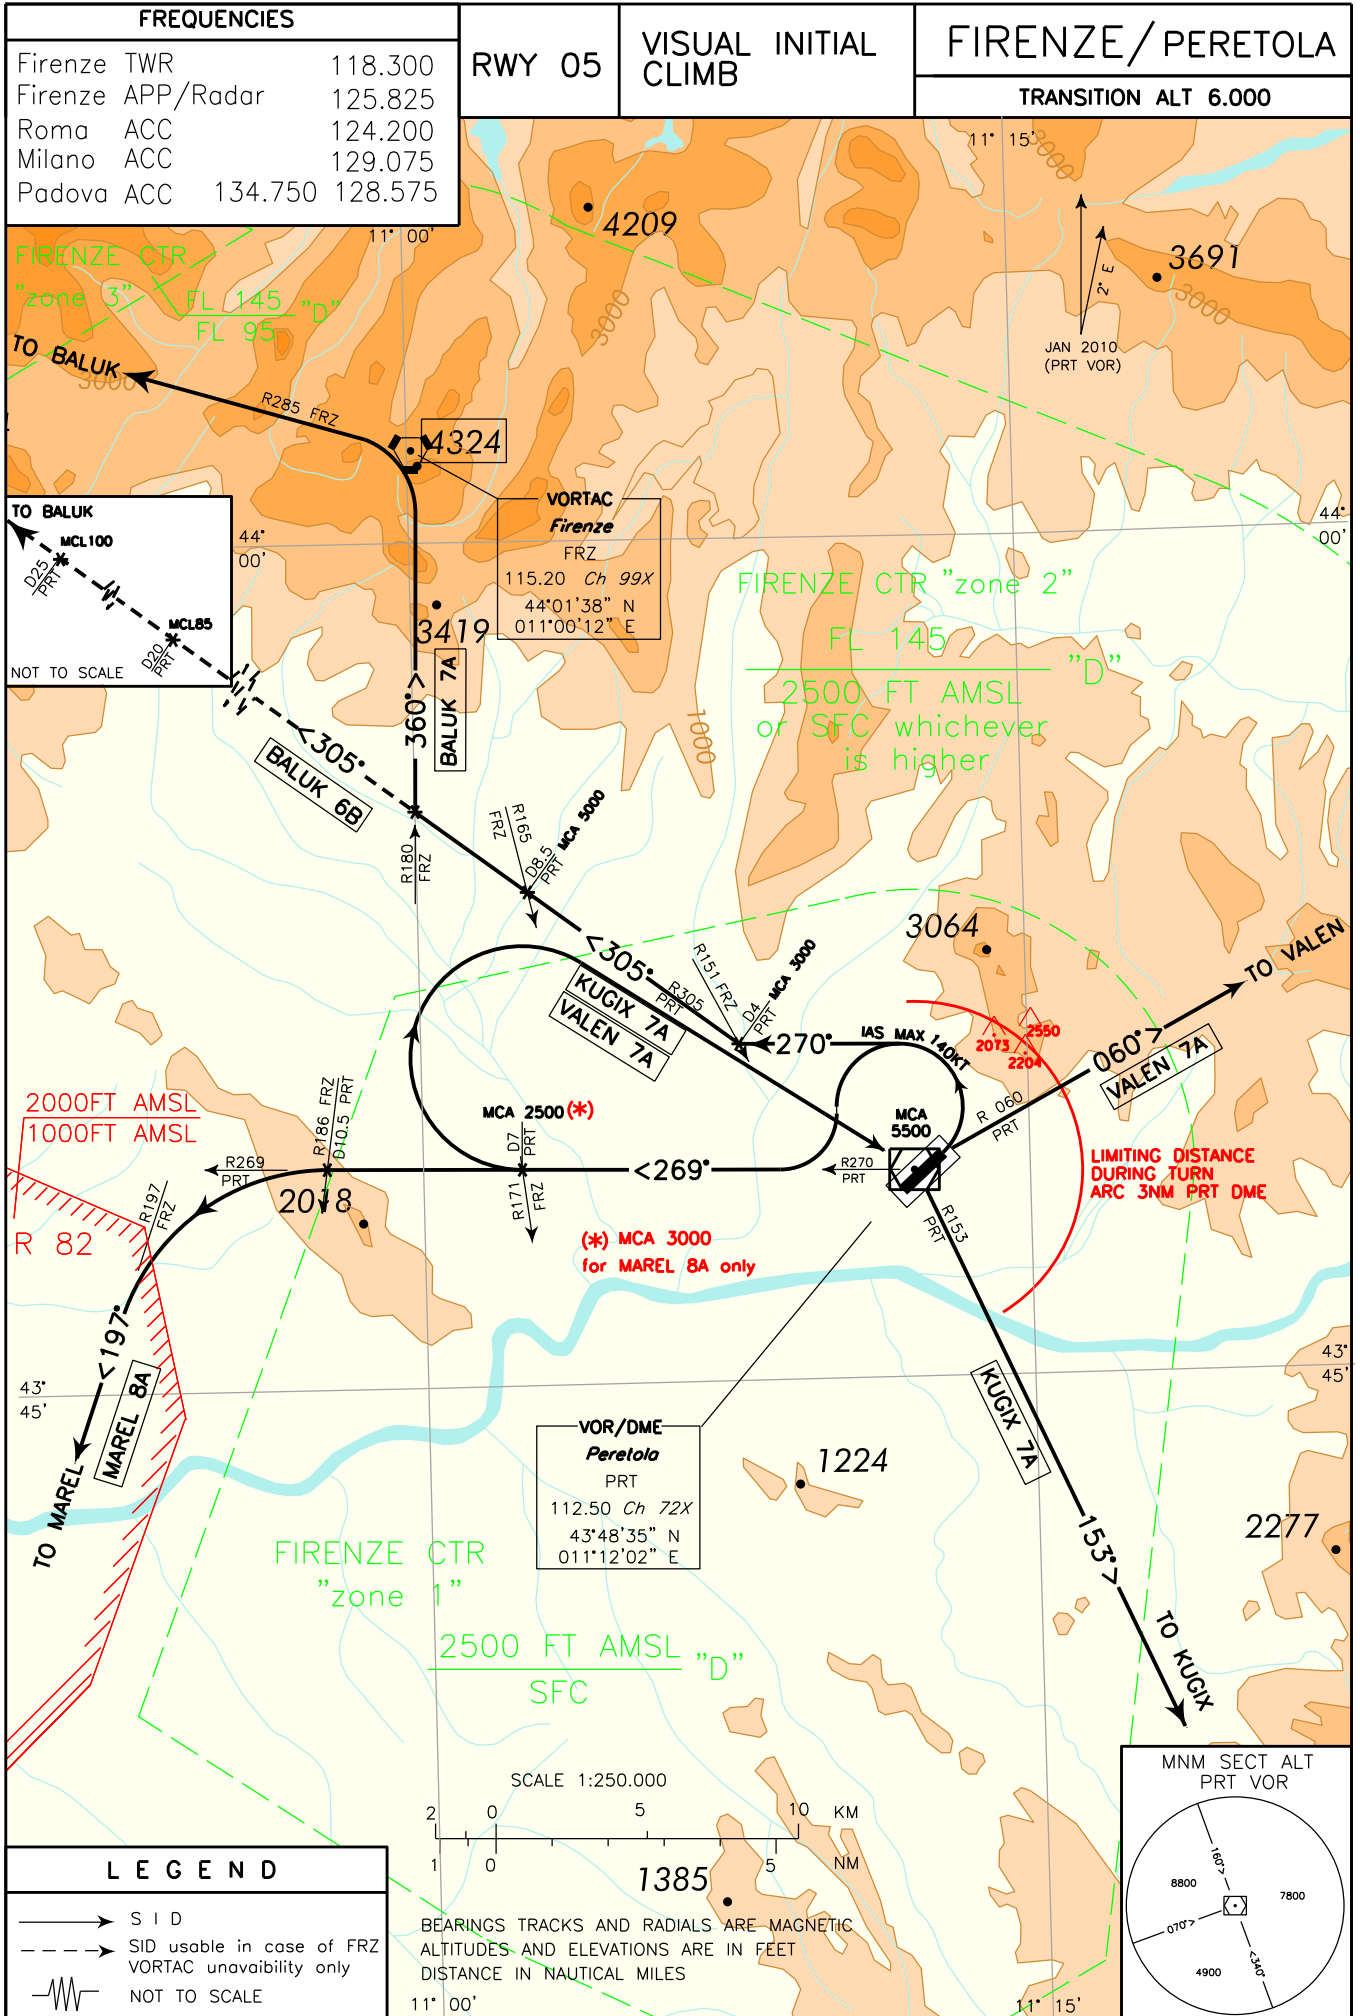 FREQUENCIES
Firenze TWR 118.300
Firenze APP/Radar 125.825
Roma ACC 124.200
Milano ACC 129.075
Padova ACC 134.750 128.575
RWY 05
VISUAL INITIAL
CLIMB
FIRENZE/PERETOLA
TRANSITION ALT 6.000
11° 15'
3000
11° 00'
4209
3000
3691
3000
2° E
JAN 2010
(PRT VOR)
FIRENZE CTR
"zone 3"
FL 145
FL 95
"D"
TO BALUK
3000
R285 FRZ
4324
VORTAC
Firenze
FRZ
115.20 Ch 99X
44°01'38" N
011°00'12" E
44°
00'
44°
00'
TO BALUK
MCL100
D25
PRT
MCL85
D20
PRT
NOT TO SCALE
3419
360°>
BALUK 7A
<305°
BALUK 6B
FIRENZE CTR "zone 2"
FL 145
2500 FT AMSL
or SFC whichever
is higher
"D"
1000
R180
FRZ
R165
FRZ
D8.5
PRT
MCA 5000
<305°
KUGIX 7A
VALEN 7A
R305
PRT
R151 FRZ
D4
PRT
MCA 3000
270°
IAS MAX 140KT
3064
2073
2550
2204
TO VALEN
060°>
VALEN 7A
R 060
PRT
MCA
5500
LIMITING DISTANCE
DURING TURN
ARC 3NM PRT DME
2000FT AMSL
1000FT AMSL
R 82
R186 FRZ
D10.5 PRT
R269
PRT
R197
FRZ
2018
MCA 2500 (*)
D7
PRT
R171
FRZ
<269°
R270
PRT
(*) MCA 3000
for MAREL 8A only
R153
PRT
<197°
MAREL 8A
TO MAREL
43°
45'
43°
45'
KUGIX 7A
153°>
TO KUGIX
VOR/DME
Peretola
PRT
112.50 Ch 72X
43°48'35" N
011°12'02" E
1224
2277
FIRENZE CTR
"zone 1"
2500 FT AMSL
SFC
"D"
SCALE 1:250.000
2 0 5 10 KM
1 0 5 NM
1385
BEARINGS TRACKS AND RADIALS ARE MAGNETIC
ALTITUDES AND ELEVATIONS ARE IN FEET
DISTANCE IN NAUTICAL MILES
11° 00'
11° 15'
LEGEND
SID
SID usable in case of FRZ
VORTAC unavaibility only
NOT TO SCALE
MNM SECT ALT
PRT VOR
160°>
8800
7800
070°>
<340°
4900